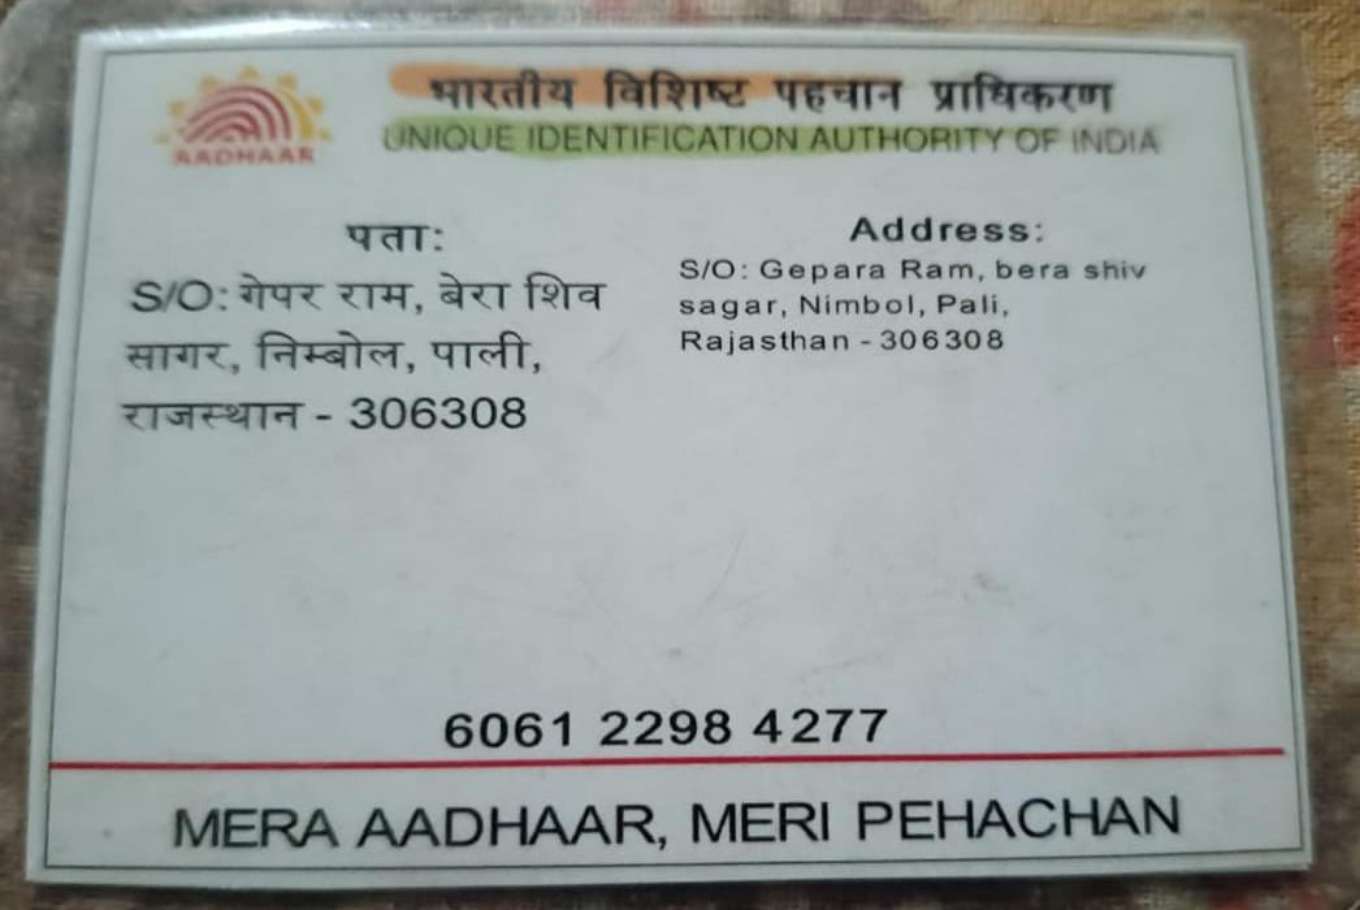 AADHAAR
भारतीय विशिष्ट पहचान प्राधिकरण
UNIQUE IDENTIFICATION AUTHORITY OF INDIA
पता:
S/O: गेपर राम, बेरा शिव
सागर, निम्बोल, पाली,
राजस्थान - 306308
Address:
S/O: Gepara Ram, bera shiv
sagar, Nimbol, Pali,
Rajasthan - 306308
6061 2298 4277
MERA AADHAAR, MERI PEHACHAN